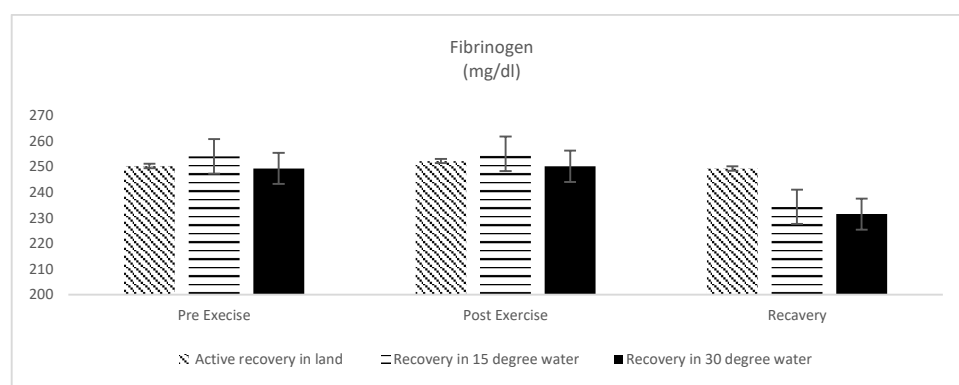 Fibrinogen
(mg/dl)
270
260
250
240
230
220
210
200
Pre Execise Post Exercise Recavery
Active recovery in land Recovery in 15 degree water Recovery in 30 degree water